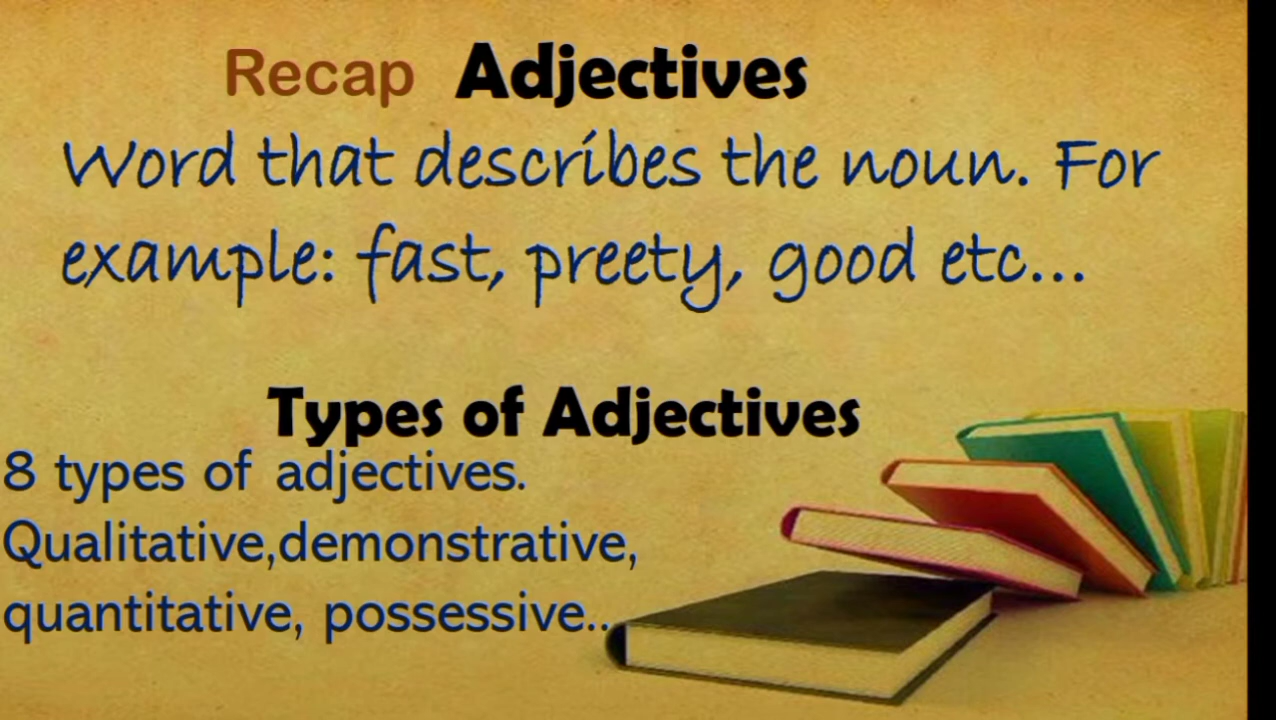 Recap Adjectives
Word that describes the noun. For
example: fast, preety, good etc...
Types of Adjectives
8 types of adjectives.
Qualitative,demonstrative,
quantitative, possessive..